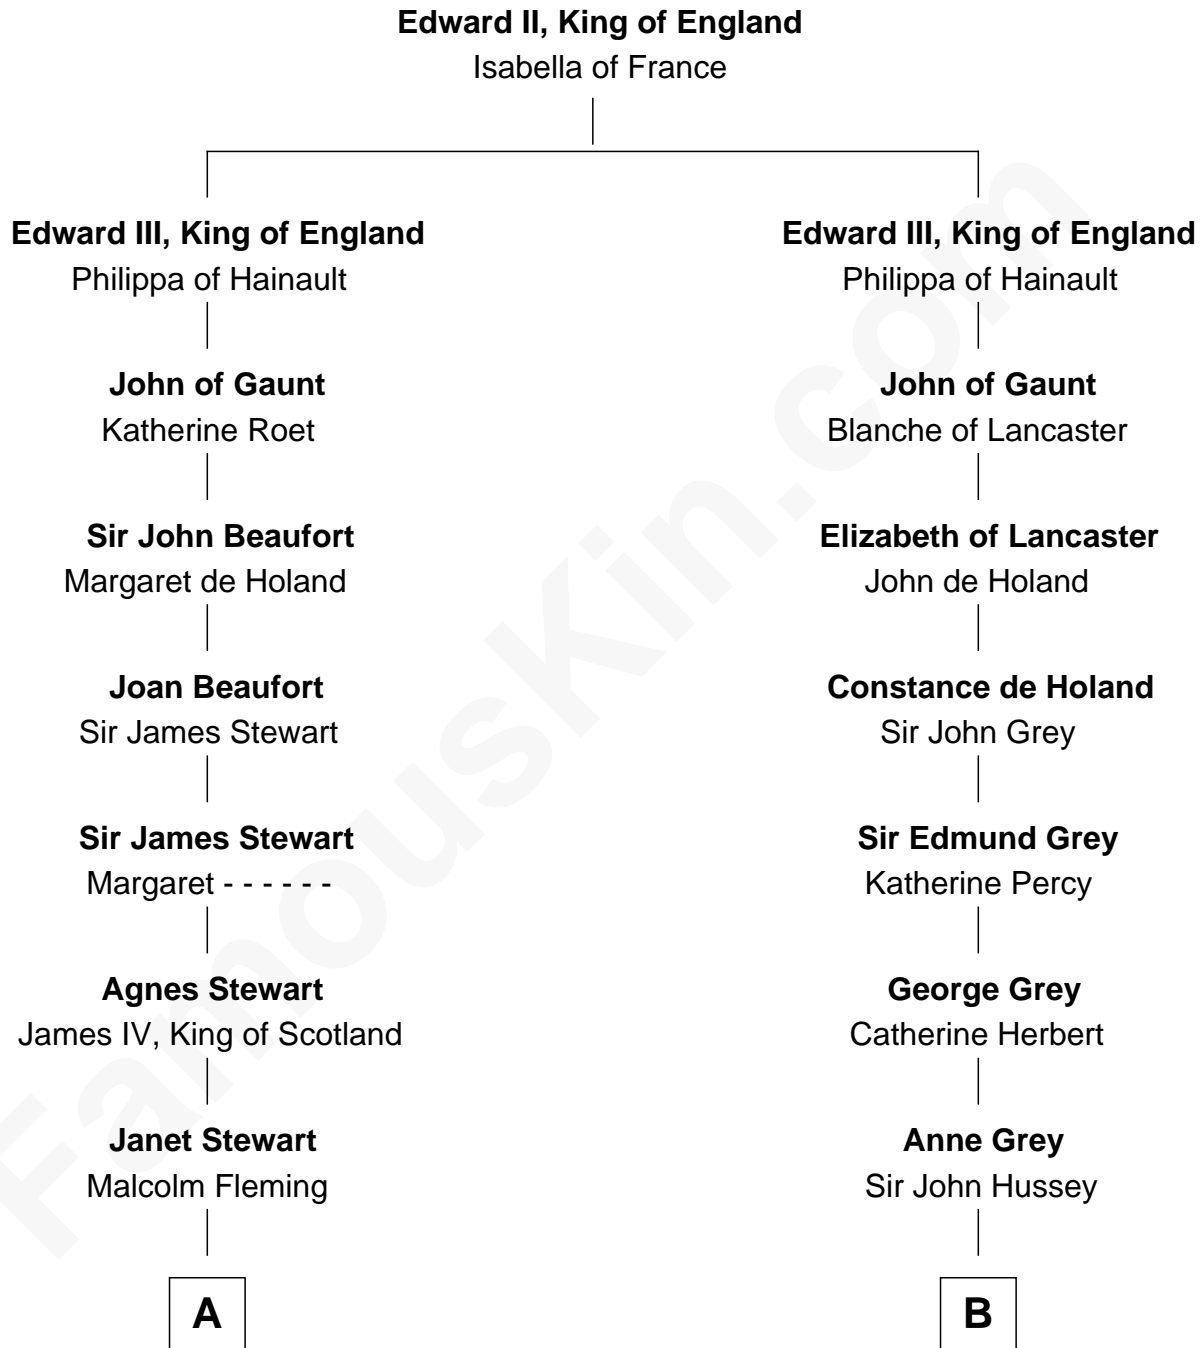 Edward II, King of England
Isabella of France
Edward III, King of England
Philippa of Hainault
John of Gaunt
Katherine Roet
Sir John Beaufort
Margaret de Holand
Joan Beaufort
Sir James Stewart
Sir James Stewart
Margaret - - - - - -
Agnes Stewart
James IV, King of Scotland
Janet Stewart
Malcolm Fleming
A
Edward III, King of England
Philippa of Hainault
John of Gaunt
Blanche of Lancaster
Elizabeth of Lancaster
John de Holand
Constance de Holand
Sir John Grey
Sir Edmund Grey
Katherine Percy
George Grey
Catherine Herbert
Anne Grey
Sir John Hussey
B
FamousKin.com